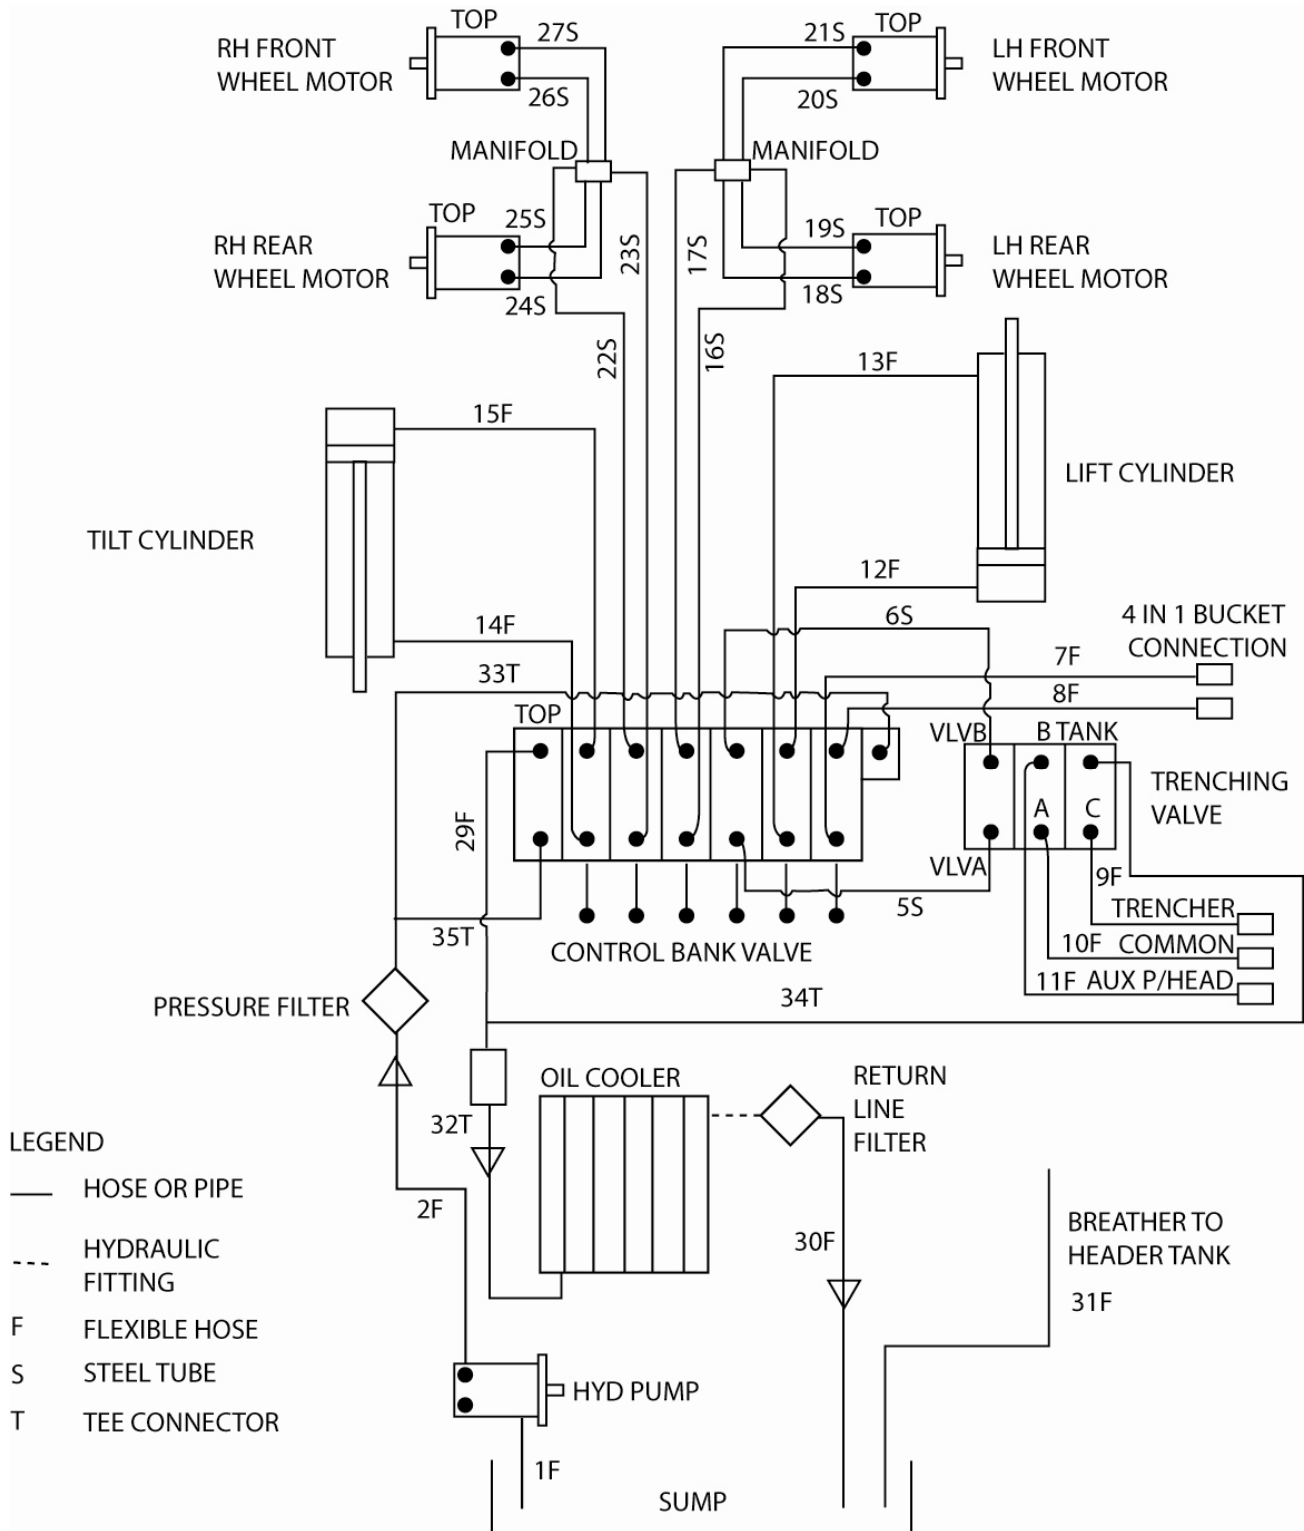 TOP
27S
RH FRONT
WHEEL MOTOR
26S
21S
TOP
LH FRONT
WHEEL MOTOR
20S
MANIFOLD
MANIFOLD
TOP
25S
RH REAR
WHEEL MOTOR
24S
23S
17S
19S
TOP
LH REAR
WHEEL MOTOR
18S
22S
16S
13F
15F
LIFT CYLINDER
TILT CYLINDER
12F
14F
6S
4 IN 1 BUCKET
CONNECTION
7F
33T
8F
TOP
VLVB
B TANK
TRENCHING
VALVE
A
C
29F
VLVA
9F
5S
TRENCHER
35T
CONTROL BANK VALVE
10F
COMMON
11F
AUX P/HEAD
PRESSURE FILTER
34T
OIL COOLER
RETURN
LINE
FILTER
32T
LEGEND
HOSE OR PIPE
2F
30F
BREATHER TO
HEADER TANK
31F
HYDRAULIC
FITTING
F
FLEXIBLE HOSE
S
STEEL TUBE
T
TEE CONNECTOR
HYD PUMP
1F
SUMP